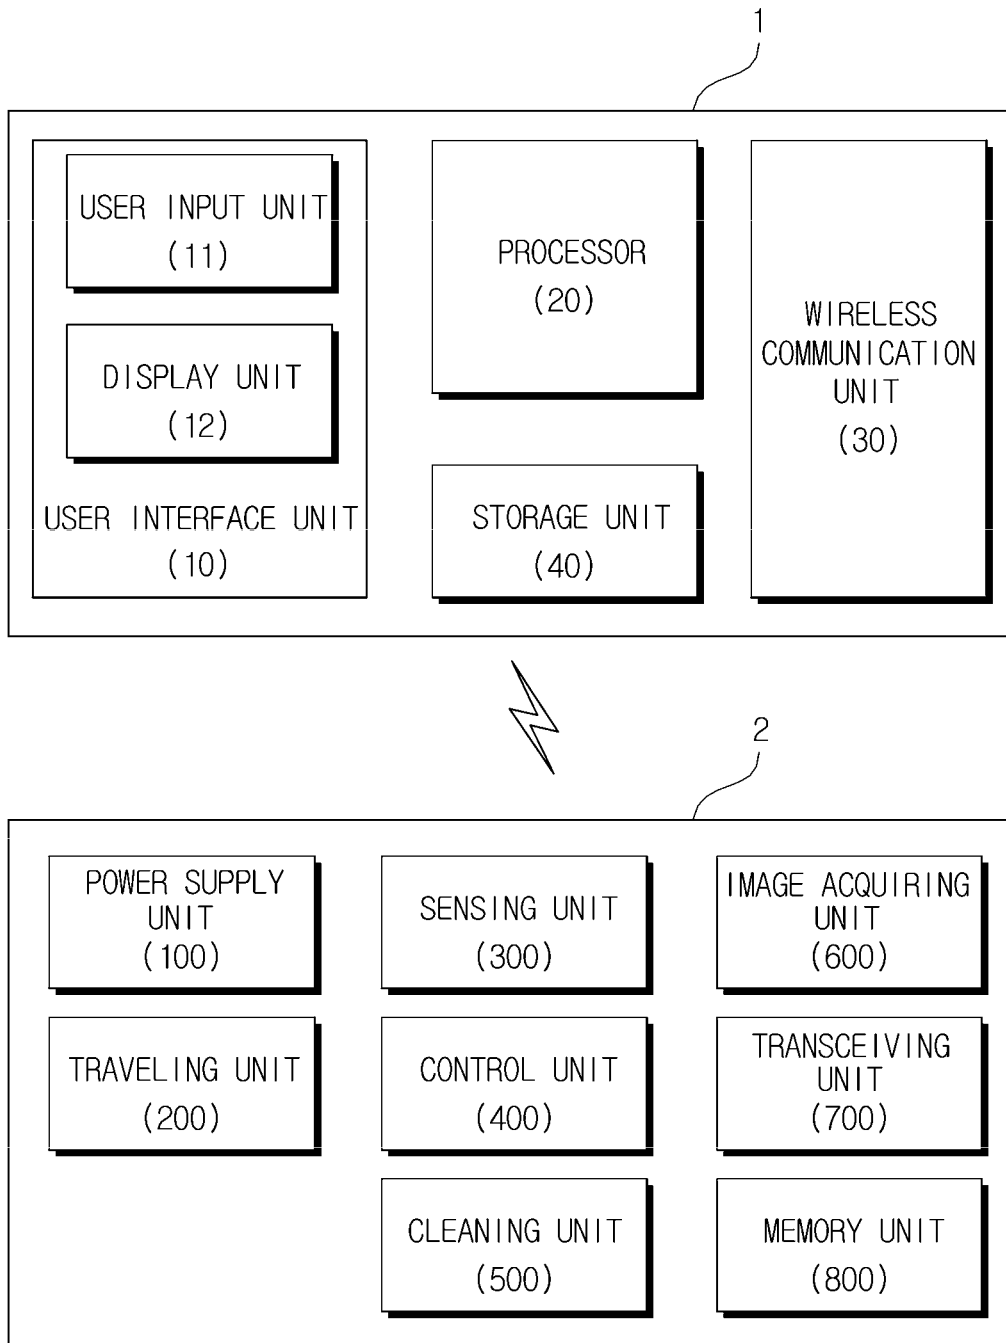 1
USER INPUT UNIT
(11)
DISPLAY UNIT
(12)
USER INTERFACE UNIT
(10)
PROCESSOR
(20)
STORAGE UNIT
(40)
WIRELESS
COMMUNICATION
UNIT
(30)
2
POWER SUPPLY
UNIT
(100)
SENSING UNIT
(300)
IMAGE ACQUIRING
UNIT
(600)
TRAVELING UNIT
(200)
CONTROL UNIT
(400)
TRANSCEIVING
UNIT
(700)
CLEANING UNIT
(500)
MEMORY UNIT
(800)